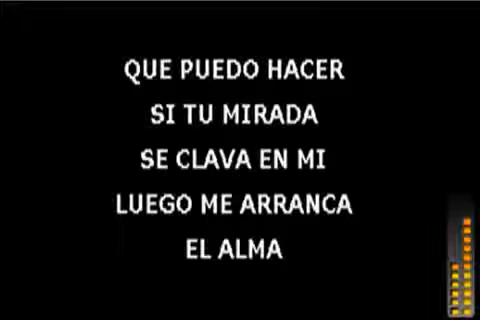 QUE PUEDO HACER
SI TU MIRADA
SE CLAVA EN MI
LUEGO ME ARRANCA
EL ALMA